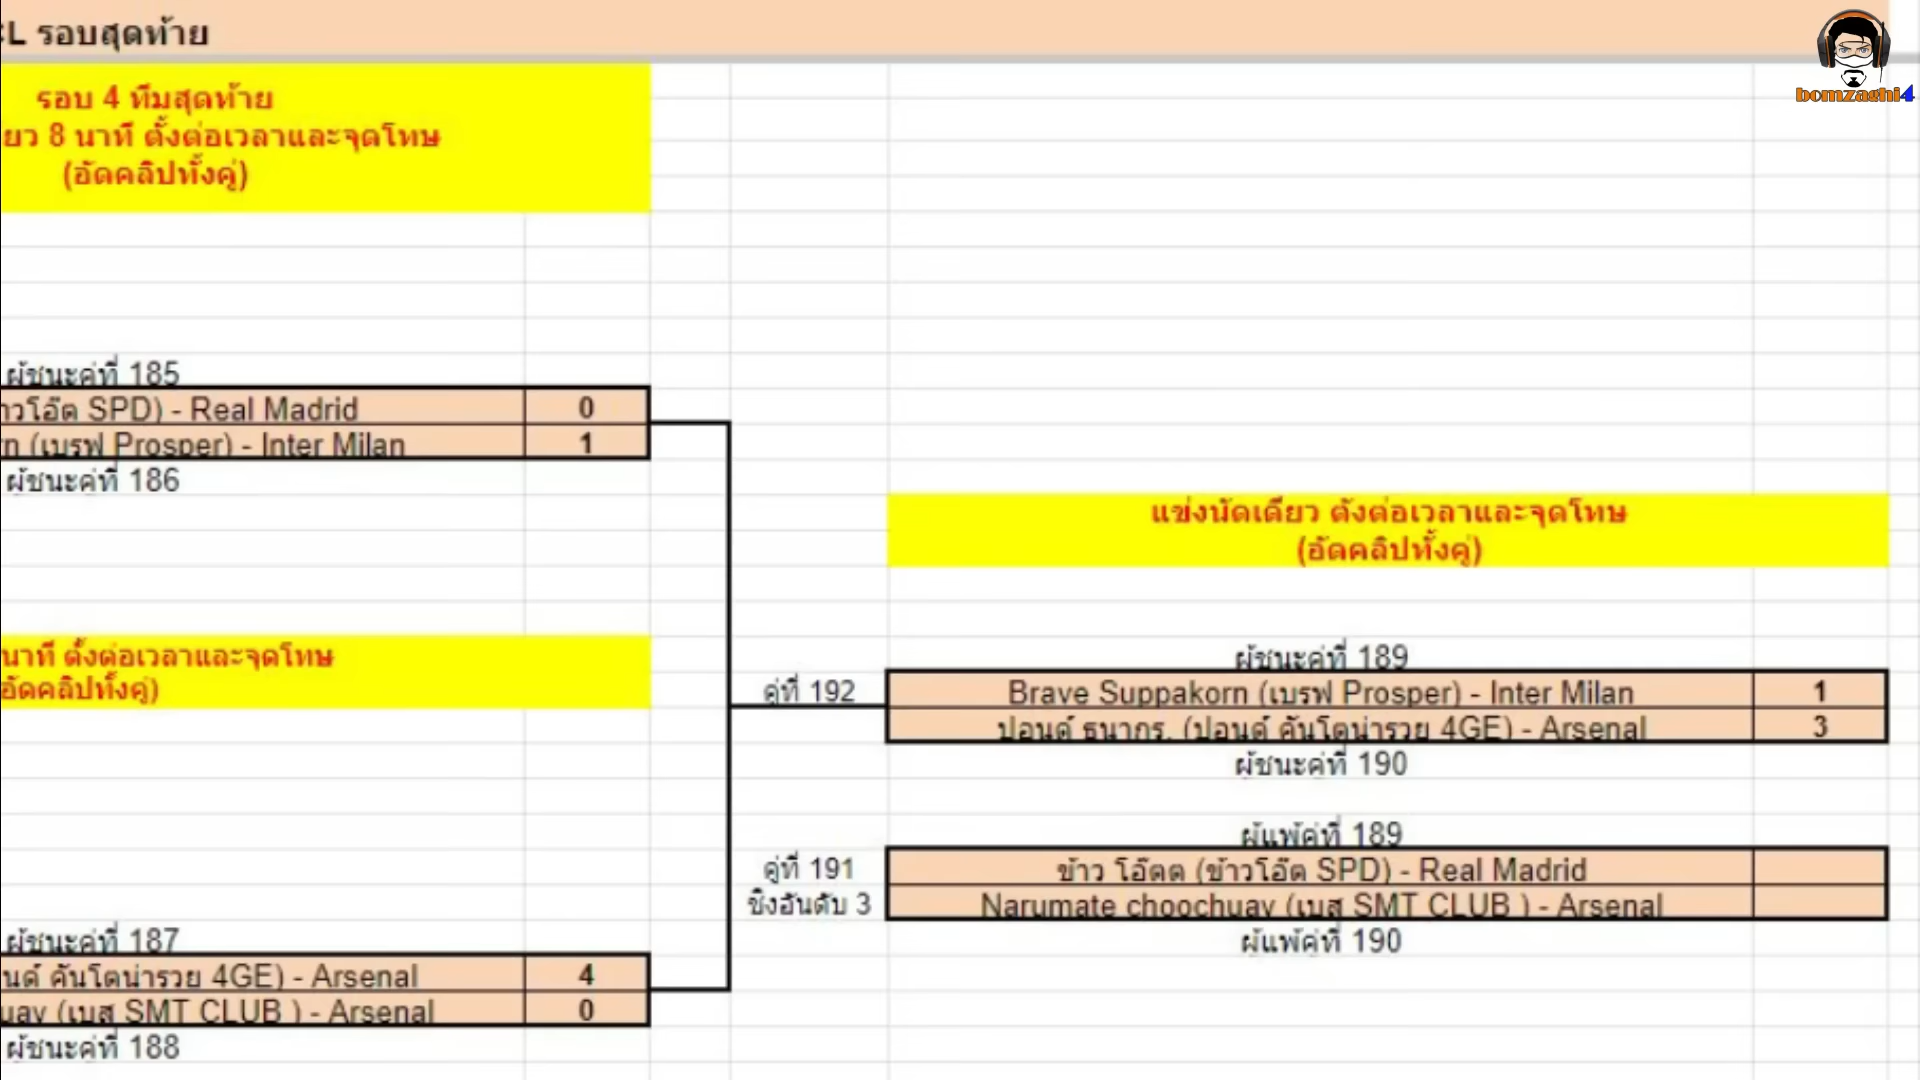 CL รอบสุดท้าย
bomzaghi4
รอบ 4 ทีมสุดท้าย
ยว 8 นาที ตั้งต่อเวลาและจุดโทษ
(อัดคลิปทั้งคู่)
ผู้ชนะคู่ที่ 185
าวโอ๊ต SPD) - Real Madrid 0
rn (เบรฟ Prosper) - Inter Milan 1
ผู้ชนะคู่ที่ 186
แข่งนัดเดียว ตั้งต่อเวลาและจุดโทษ
(อัดคลิปทั้งคู่)
นาที ตั้งต่อเวลาและจุดโทษ
อัดคลิปทั้งคู่)
ผู้ชนะคู่ที่ 189
คู่ที่ 192
Brave Suppakorn (เบรฟ Prosper) - Inter Milan 1
ปอนด์ ธนากร. (ปอนด์ คันโตน่ารวย 4GE) - Arsenal 3
ผู้ชนะคู่ที่ 190
ผู้แพ้คู่ที่ 189
คู่ที่ 191
ชิงอันดับ 3
ข้าว โอ๊ตต (ข้าวโอ๊ต SPD) - Real Madrid
Narumate choochuay (เบส SMT CLUB ) - Arsenal
ผู้แพ้คู่ที่ 190
ผู้ชนะคู่ที่ 187
นด์ คันโตน่ารวย 4GE) - Arsenal 4
uay (เบส SMT CLUB ) - Arsenal 0
ผู้ชนะคู่ที่ 188